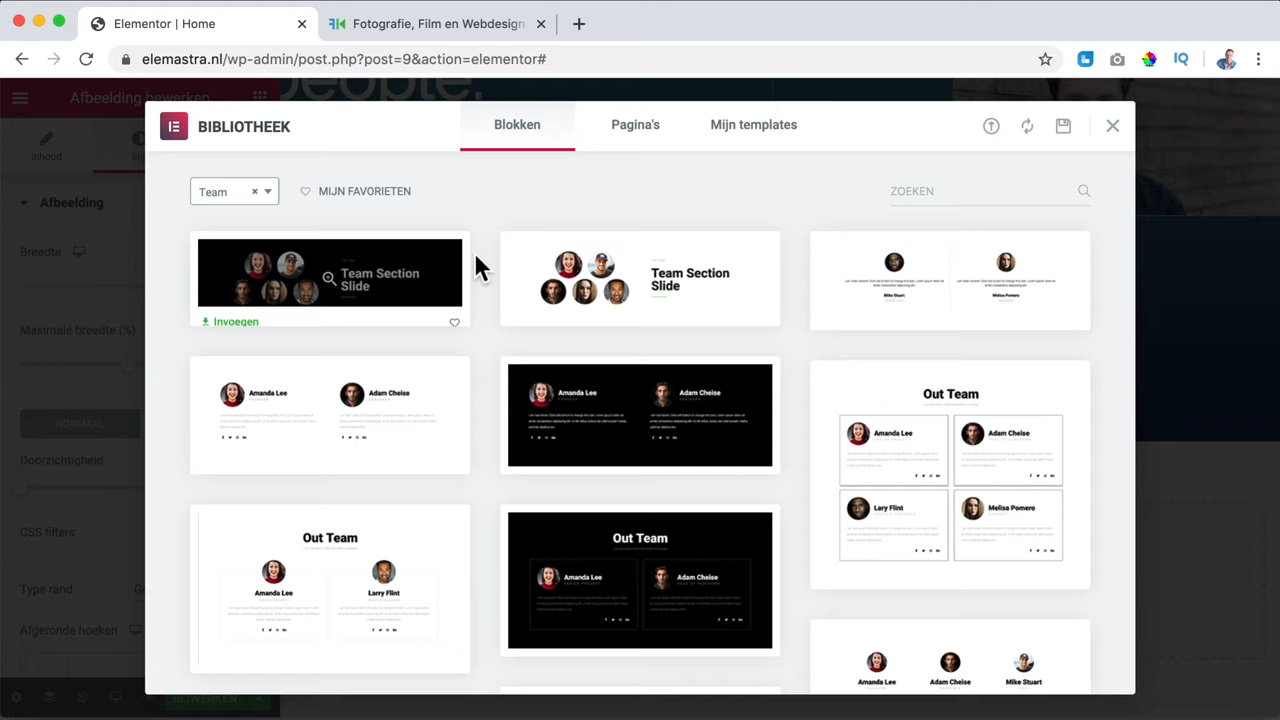 Elementor | Home
Fotografie, Film en Webdesign
elemastra.nl/wp-admin/post.php?post=9&action=elementor#
people.
Afbeelding bewerken
BIBLIOTHEEK
Blokken
Pagina's
Mijn templates
Inhoud
Team
MIJN FAVORIETEN
ZOEKEN
Afbeelding
Breedte
Maximale breedte (%)
NORMAAL
Doorzichtigheid
CSS filters
Type rand
Afgeronde hoeken
BIJWERKEN
Team Section
Slide
Invoegen
Team Section
Slide
Mike Stuart
Melisa Pomero
Amanda Lee
Adam Cheise
Amanda Lee
Adam Cheise
Out Team
Amanda Lee
Adam Cheise
Lary Flint
Melisa Pomero
Out Team
Amanda Lee
Larry Flint
Out Team
Amanda Lee
Adam Cheise
Amanda Lee
Adam Cheise
Mike Stuart